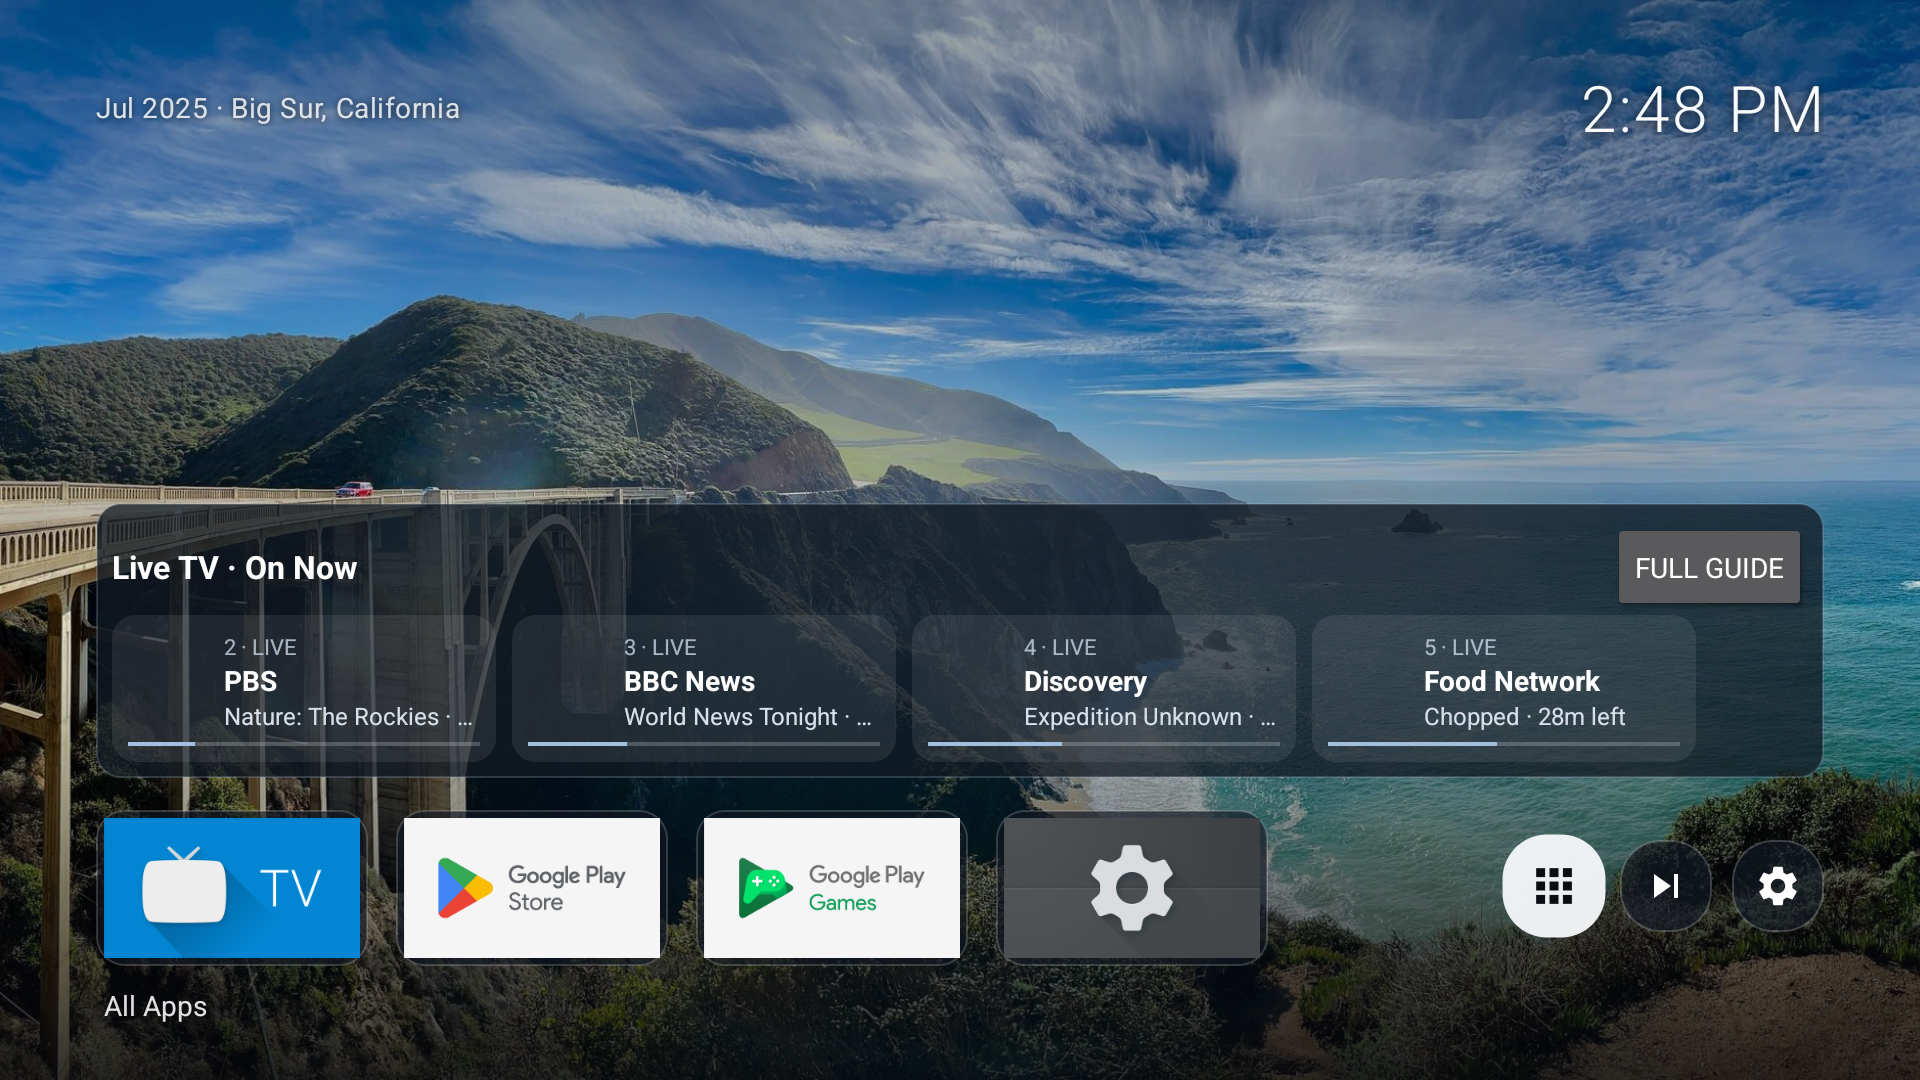 Jul 2025 · Big Sur, California
2:48 PM
Live TV · On Now
FULL GUIDE
2 · LIVE
PBS
Nature: The Rockies · …
3 · LIVE
BBC News
World News Tonight · …
4 · LIVE
Discovery
Expedition Unknown · …
5 · LIVE
Food Network
Chopped · 28m left
TV
Google Play
Store
Google Play
Games
All Apps